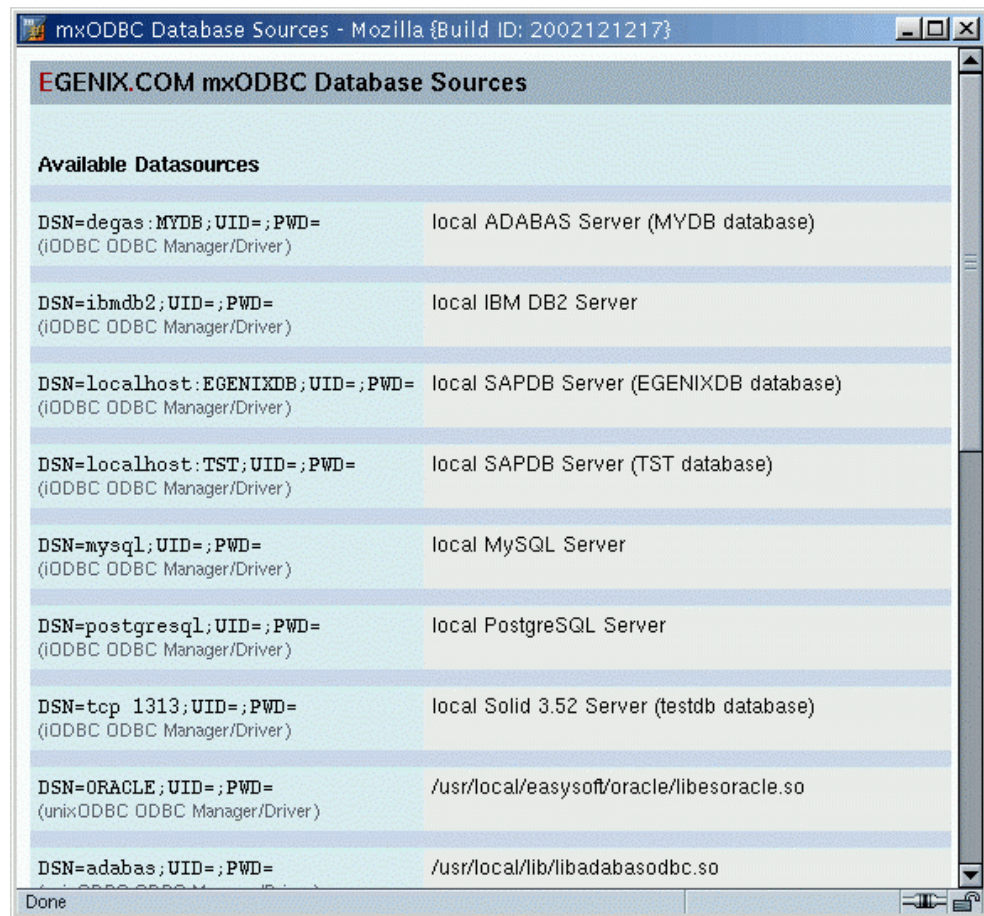 mxODBC Database Sources - Mozilla {Build ID: 2002121217}
EGENIX.COM mxODBC Database Sources
Available Datasources
DSN=degas:MYDB;UID=;PWD= local ADABAS Server (MYDB database)
(iODBC ODBC Manager/Driver)
DSN=ibmdb2;UID=;PWD= local IBM DB2 Server
(iODBC ODBC Manager/Driver)
DSN=localhost:EGENIXDB;UID=;PWD= local SAPDB Server (EGENIXDB database)
(iODBC ODBC Manager/Driver)
DSN=localhost:TST;UID=;PWD= local SAPDB Server (TST database)
(iODBC ODBC Manager/Driver)
DSN=mysql;UID=;PWD= local MySQL Server
(iODBC ODBC Manager/Driver)
DSN=postgresql;UID=;PWD= local PostgreSQL Server
(iODBC ODBC Manager/Driver)
DSN=tcp 1313;UID=;PWD= local Solid 3.52 Server (testdb database)
(iODBC ODBC Manager/Driver)
DSN=ORACLE;UID=;PWD= /usr/local/easysoft/oracle/libesoracle.so
(unixODBC ODBC Manager/Driver)
DSN=adabas;UID=;PWD= /usr/local/lib/libadabasodbc.so
Done